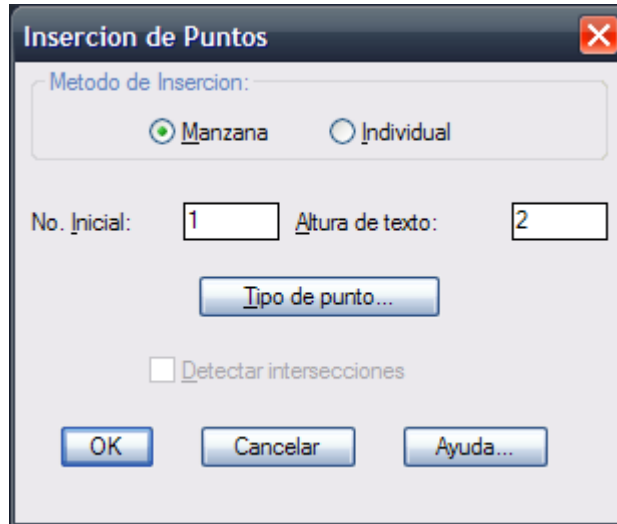 Insercion de Puntos
Metodo de Insercion:
Manzana Individual
No. Inicial: 1 Altura de texto: 2
Tipo de punto...
Detectar intersecciones
OK Cancelar Ayuda...